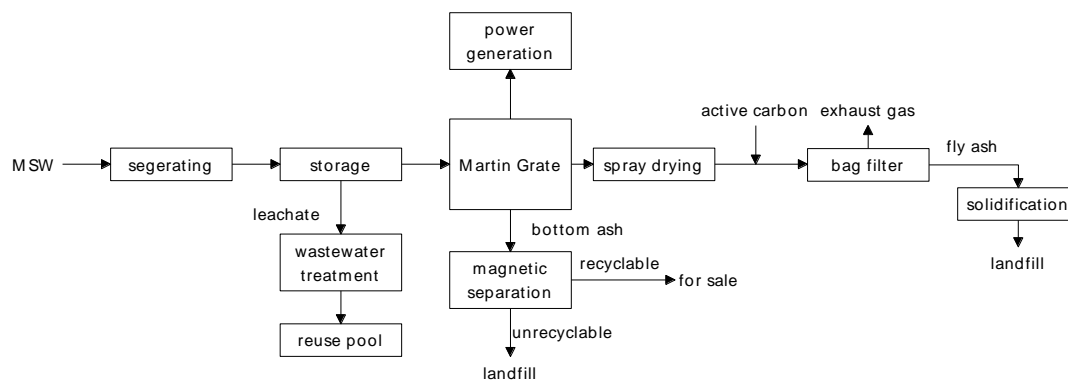 power
generation
active carbon
exhaust gas
MSW
segerating
storage
Martin Grate
spray drying
bag filter
fly ash
solidification
leachate
bottom ash
wastewater
treatment
magnetic
separation
recyclable
for sale
landfill
reuse pool
unrecyclable
landfill